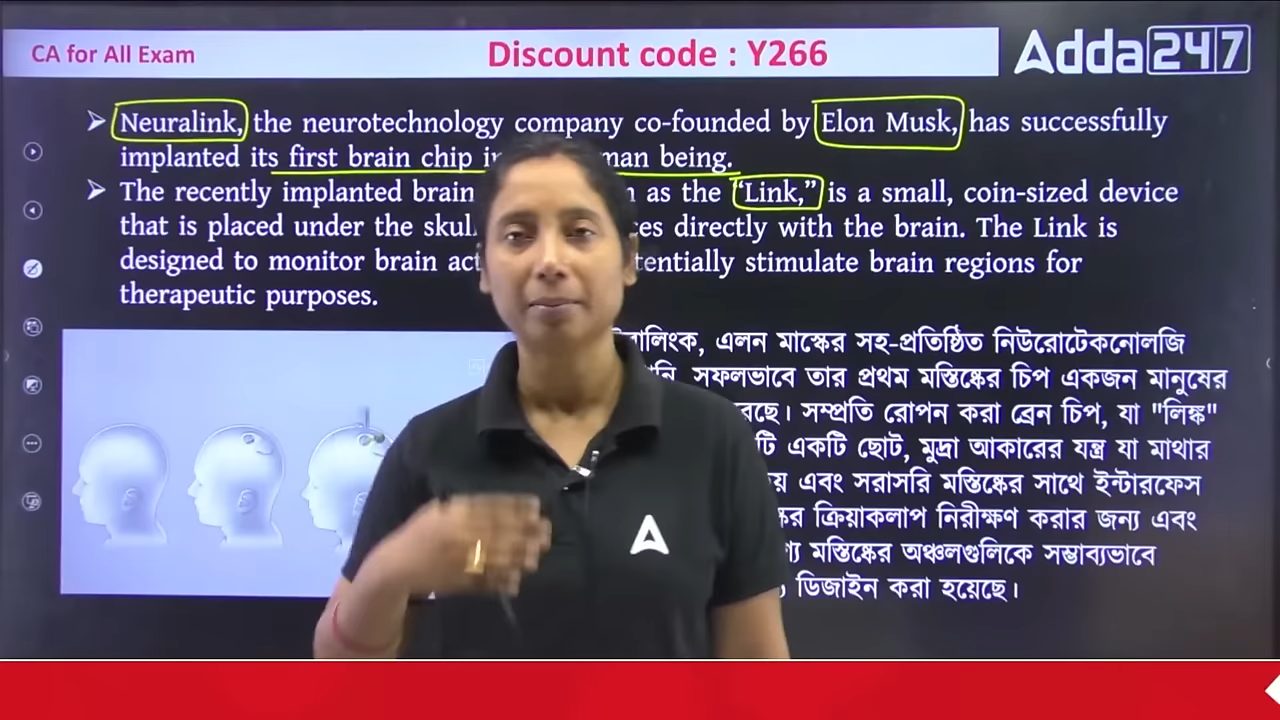 CA for All Exam
Discount code : Y266
Adda247
Neuralink, the neurotechnology company co-founded by Elon Musk, has successfully
implanted its first brain chip being.
The recently implanted brain as the “Link,” is a small, coin-sized device
that is placed under the directly with the brain. The Link is
designed to monitor brain stimulate brain regions for
therapeutic purposes.
এলন মাস্কের সহ-প্রতিষ্ঠিত নিউরোটেকনোলজি
সফলভাবে তার প্রথম মস্তিষ্কের চিপ একজন মানুষের
সম্প্রতি রোপন করা ব্রেন চিপ, যা "লিঙ্ক"
একটি ছোট, মুদ্রা আকারের যন্ত্র যা মাথার
এবং সরাসরি মস্তিষ্কের সাথে ইন্টারফেস
ক্রিয়াকলাপ নিরীক্ষণ করার জন্য এবং
মস্তিষ্কের অঞ্চলগুলিকে সম্ভাব্যভাবে
ডিজাইন করা হয়েছে।